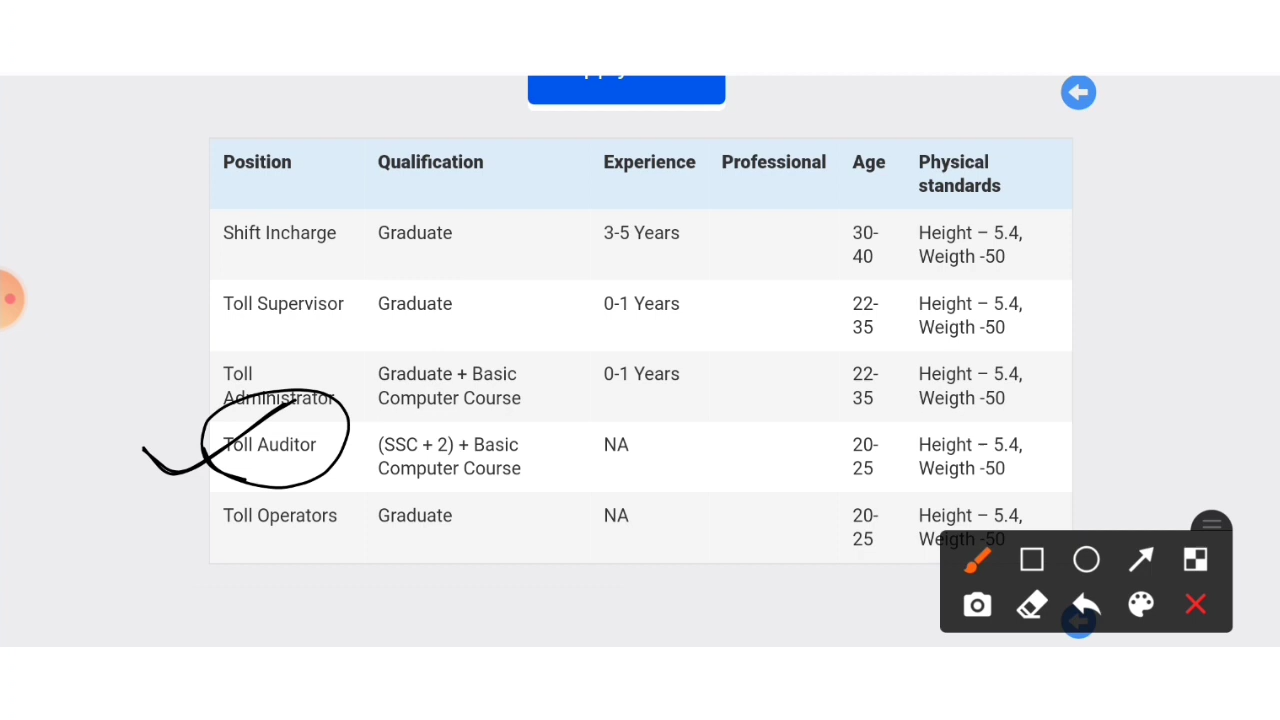 Position Qualification Experience Professional Age Physical
standards
Shift Incharge Graduate 3-5 Years 30- Height – 5.4,
40 Weigth -50
Toll Supervisor Graduate 0-1 Years 22- Height – 5.4,
35 Weigth -50
Toll Graduate + Basic 0-1 Years 22- Height – 5.4,
Administrator Computer Course 35 Weigth -50
Toll Auditor (SSC + 2) + Basic NA 20- Height – 5.4,
Computer Course 25 Weigth -50
Toll Operators Graduate NA 20- Height – 5.4,
25 Weigth -50